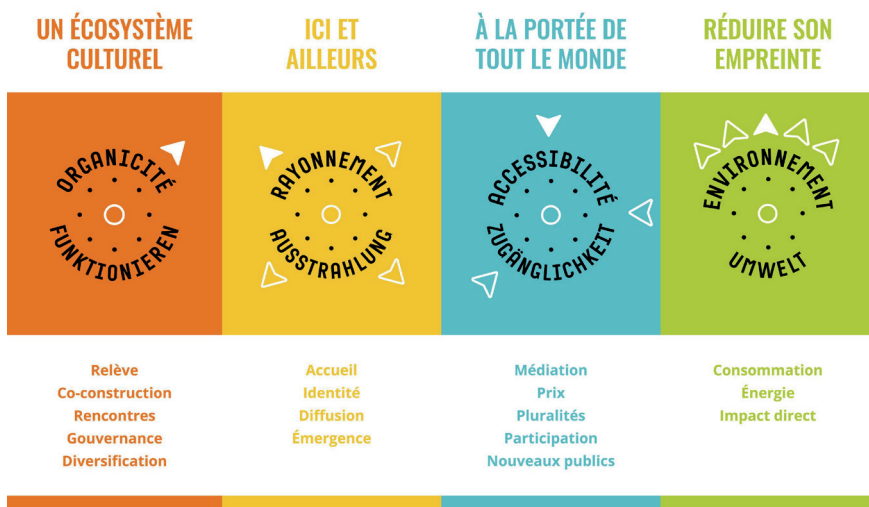 UN ÉCOSYSTÈME
CULTUREL
ICI ET
AILLEURS
À LA PORTÉE DE
TOUT LE MONDE
RÉDUIRE SON
EMPREINTE
ORGANICITÉ
FUNKTIONIEREN
RAYONNEMENT
AUSSTRAHLUNG
ACCESSIBILITÉ
ZUGÄNGLICHKEIT
ENVIRONNEMENT
UMWELT
Relève
Co-construction
Rencontres
Gouvernance
Diversification
Accueil
Identité
Diffusion
Émergence
Médiation
Prix
Pluralités
Participation
Nouveaux publics
Consommation
Énergie
Impact direct